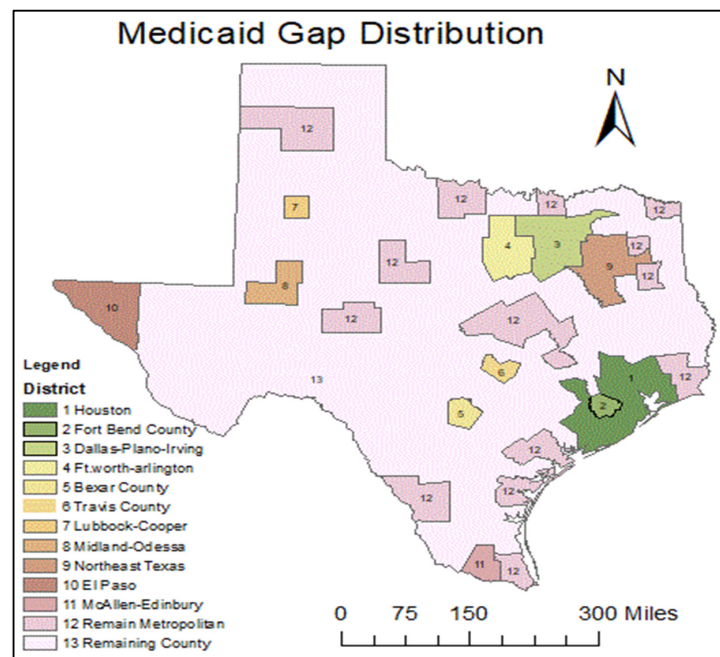 Medicaid Gap Distribution
N
12
7
12
12
12
4
3
12
9
12
12
8
10
12
12
13
6
1
12
5
2
12
12
12
11
12
Legend
District
1 Houston
2 Fort Bend County
3 Dallas-Plano-Irving
4 Ft.worth-arlington
5 Bexar County
6 Travis County
7 Lubbock-Cooper
8 Midland-Odessa
9 Northeast Texas
10 El Paso
11 McAllen-Edinbury
12 Remain Metropolitan
13 Remaining County
0 75 150 300 Miles